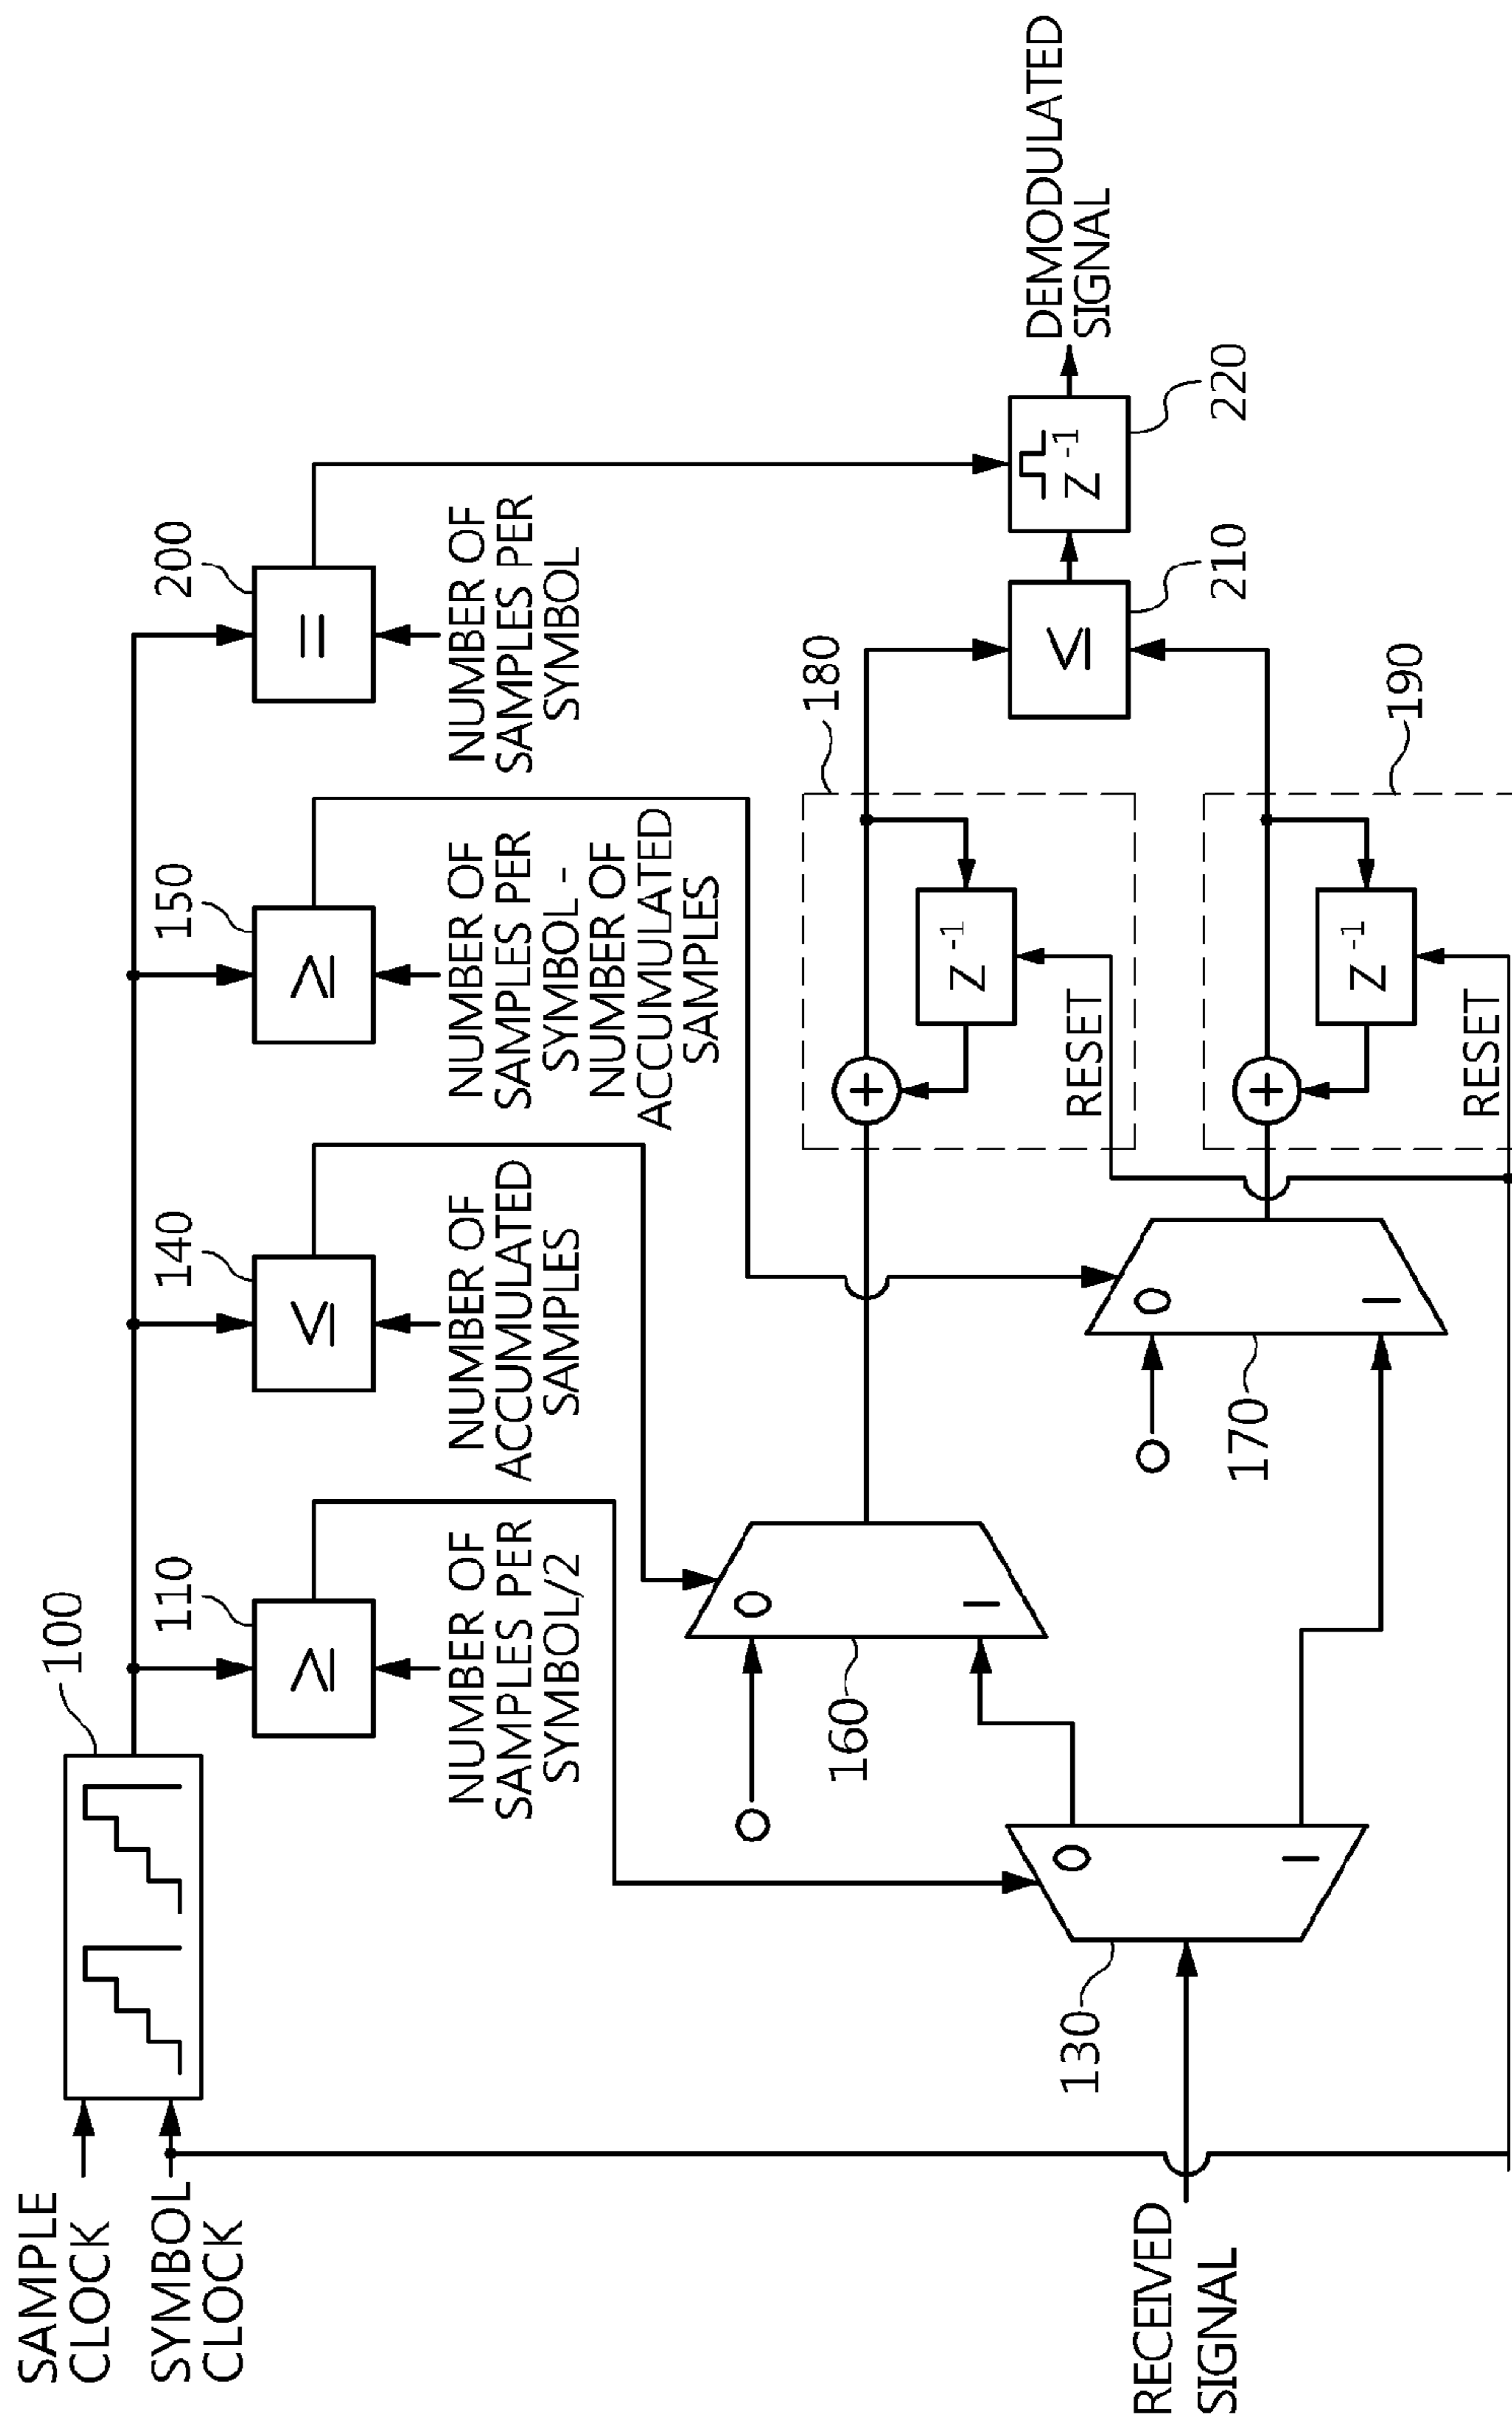 SAMPLE
CLOCK
SYMBOL
CLOCK
100
110
≥
NUMBER OF
SAMPLES PER
SYMBOL/2
140
≤
NUMBER OF
ACCUMULATED
SAMPLES
150
≥
NUMBER OF
SAMPLES PER
SYMBOL -
NUMBER OF
ACCUMULATED
SAMPLES
200
=
NUMBER OF
SAMPLES PER
SYMBOL
0
0
1
160
180
+
Z⁻¹
RESET
RECEIVED
SIGNAL
130
0
1
0
0
1
170
190
+
Z⁻¹
RESET
≤
210
Z⁻¹
220
DEMODULATED
SIGNAL